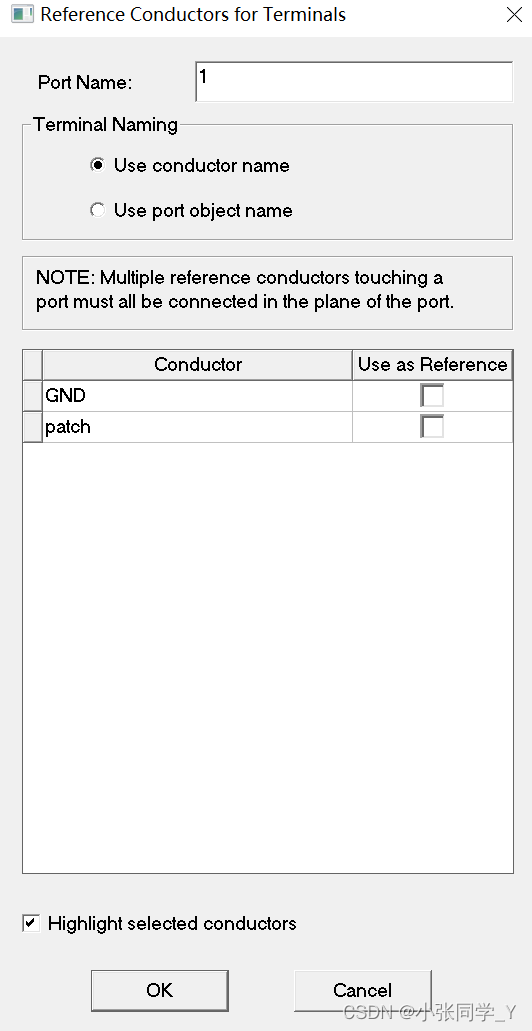 Reference Conductors for Terminals
Port Name:
1
Terminal Naming
Use conductor name
Use port object name
NOTE: Multiple reference conductors touching a
port must all be connected in the plane of the port.
Conductor Use as Reference
GND
patch
Highlight selected conductors
OK Cancel
CSDN @小张同学_Y